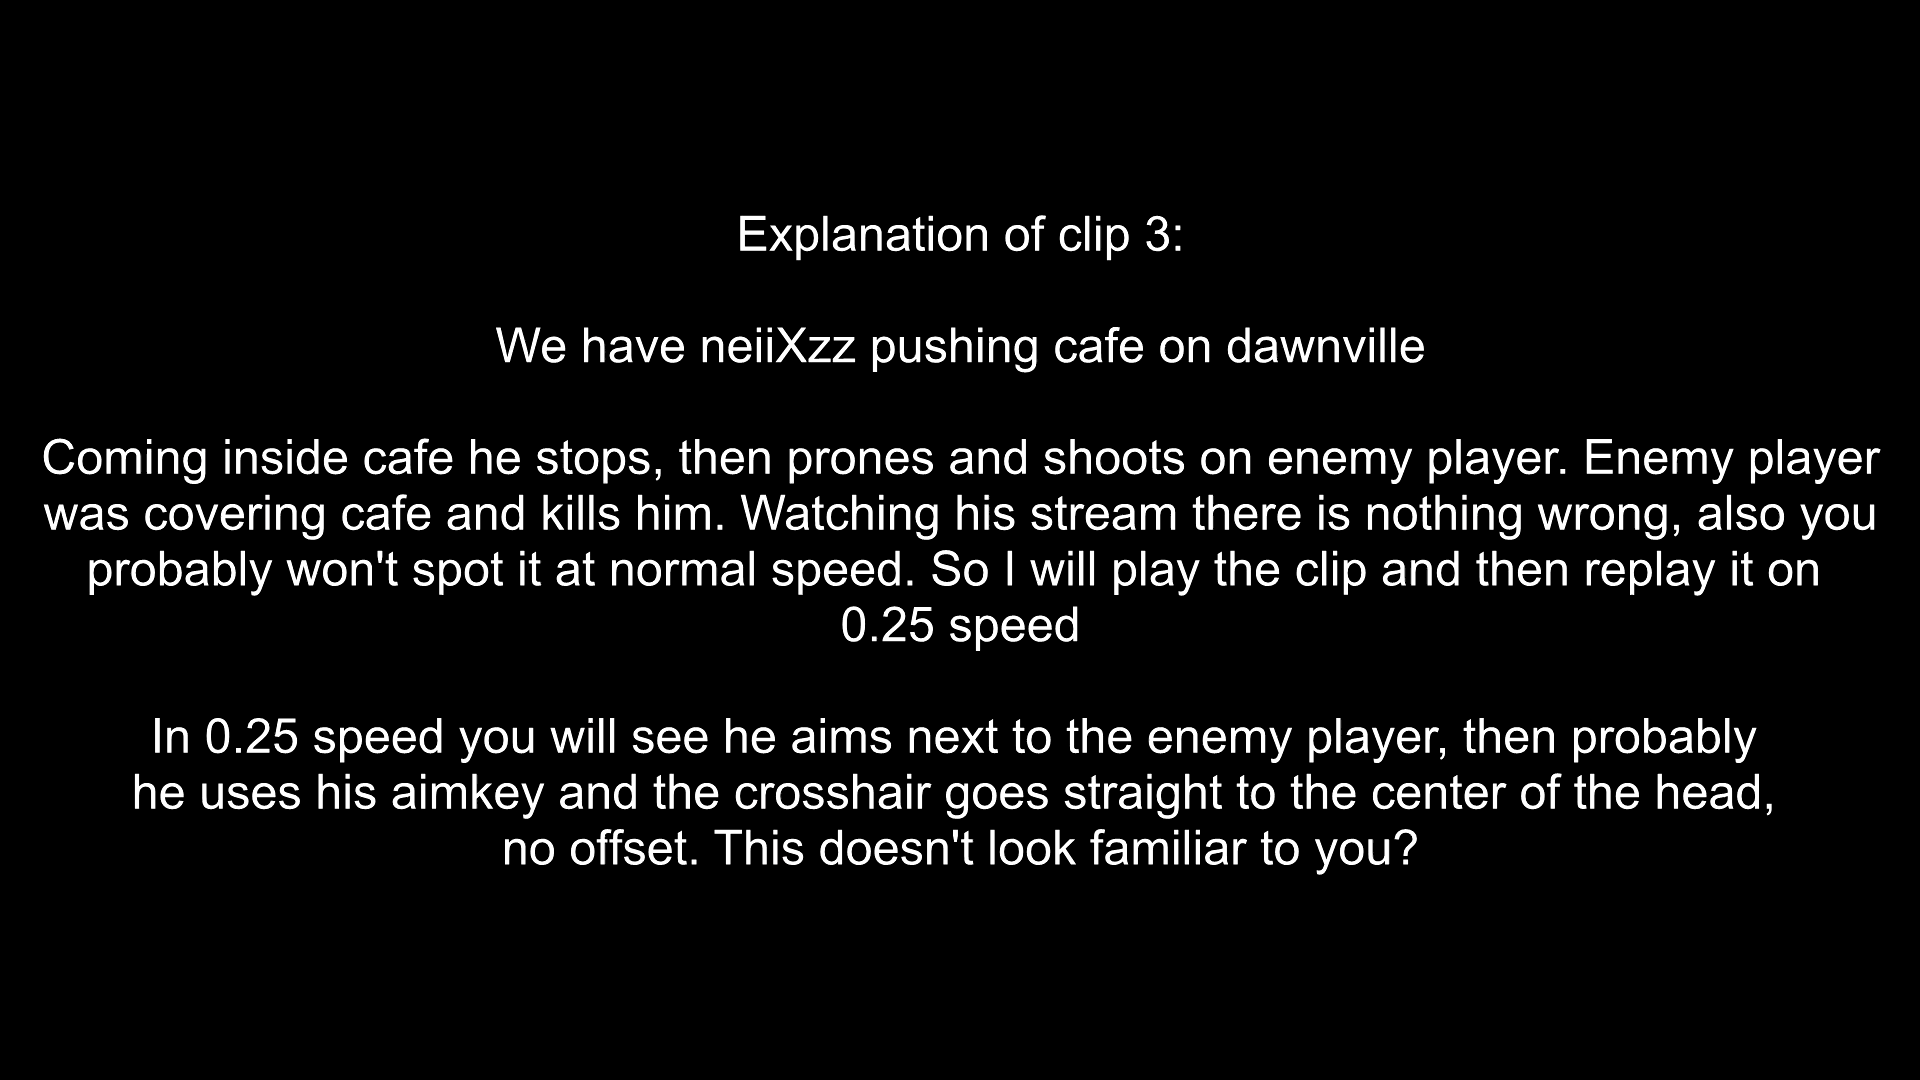 Explanation of clip 3:
We have neiiXzz pushing cafe on dawnville
Coming inside cafe he stops, then prones and shoots on enemy player. Enemy player
was covering cafe and kills him. Watching his stream there is nothing wrong, also you
probably won't spot it at normal speed. So I will play the clip and then replay it on
0.25 speed
In 0.25 speed you will see he aims next to the enemy player, then probably
he uses his aimkey and the crosshair goes straight to the center of the head,
no offset. This doesn't look familiar to you?